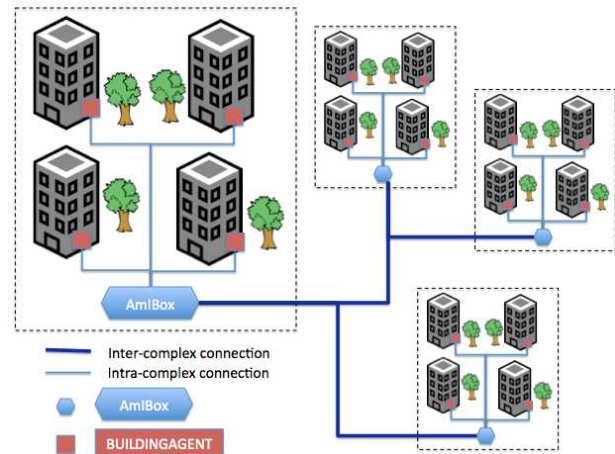 AmIBox
Inter-complex connection
Intra-complex connection
AmIBox
BUILDINGAGENT